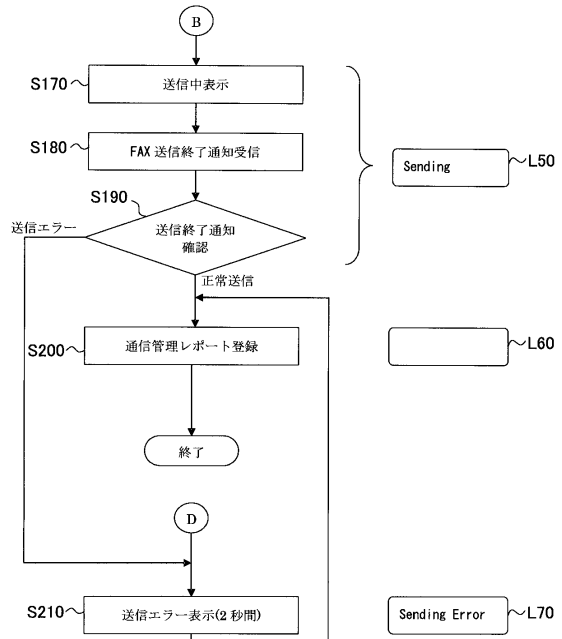 B
S170
送信中表示
S180
FAX 送信終了通知受信
Sending
L50
S190
送信エラー
送信終了通知
確認
正常送信
S200
通信管理レポート登録
L60
終了
D
S210
送信エラー表示(2 秒間)
Sending Error
L70